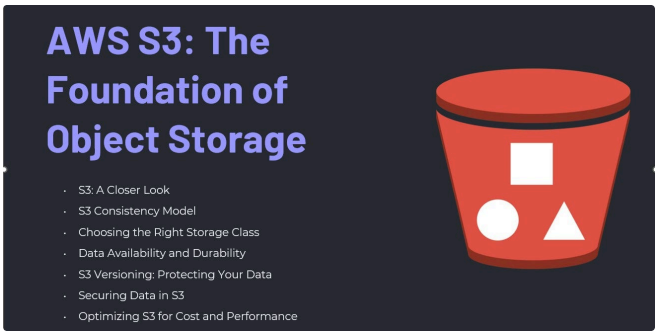 AWS S3: The
Foundation of
Object Storage
· S3: A Closer Look
· S3 Consistency Model
· Choosing the Right Storage Class
· Data Availability and Durability
· S3 Versioning: Protecting Your Data
· Securing Data in S3
· Optimizing S3 for Cost and Performance